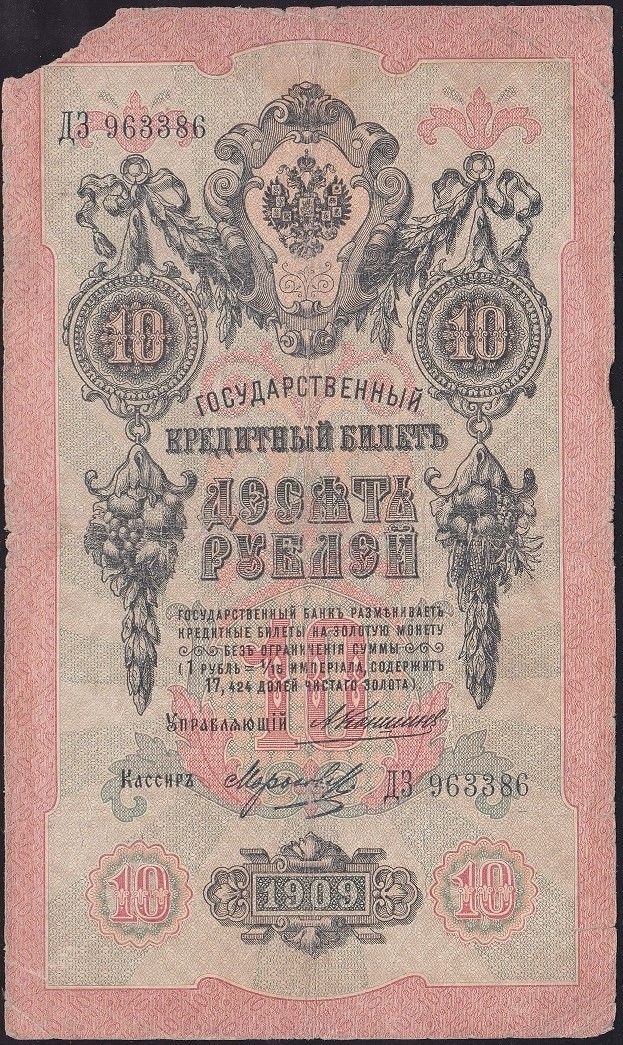 ДЗ 963386
10 10
ГОСУДАРСТВЕННЫЙ
КРЕДИТНЫЙ БИЛЕТЪ
ДЕСЯТЬ
РУБЛЕЙ
ГОСУДАРСТВЕННЫЙ БАНКЪ РАЗМѢНИВАЕТЪ
КРЕДИТНЫЕ БИЛЕТЫ НА ЗОЛОТУЮ МОНЕТУ
БЕЗЪ ОГРАНИЧЕНІЯ СУММЫ
(1 РУБЛЬ = 1/15 ИМПЕРІАЛА, СОДЕРЖИТЪ
17,424 ДОЛЕЙ ЧИСТАГО ЗОЛОТА).
10
Управляющій
Кассиръ ДЗ 963386
10 1909 10